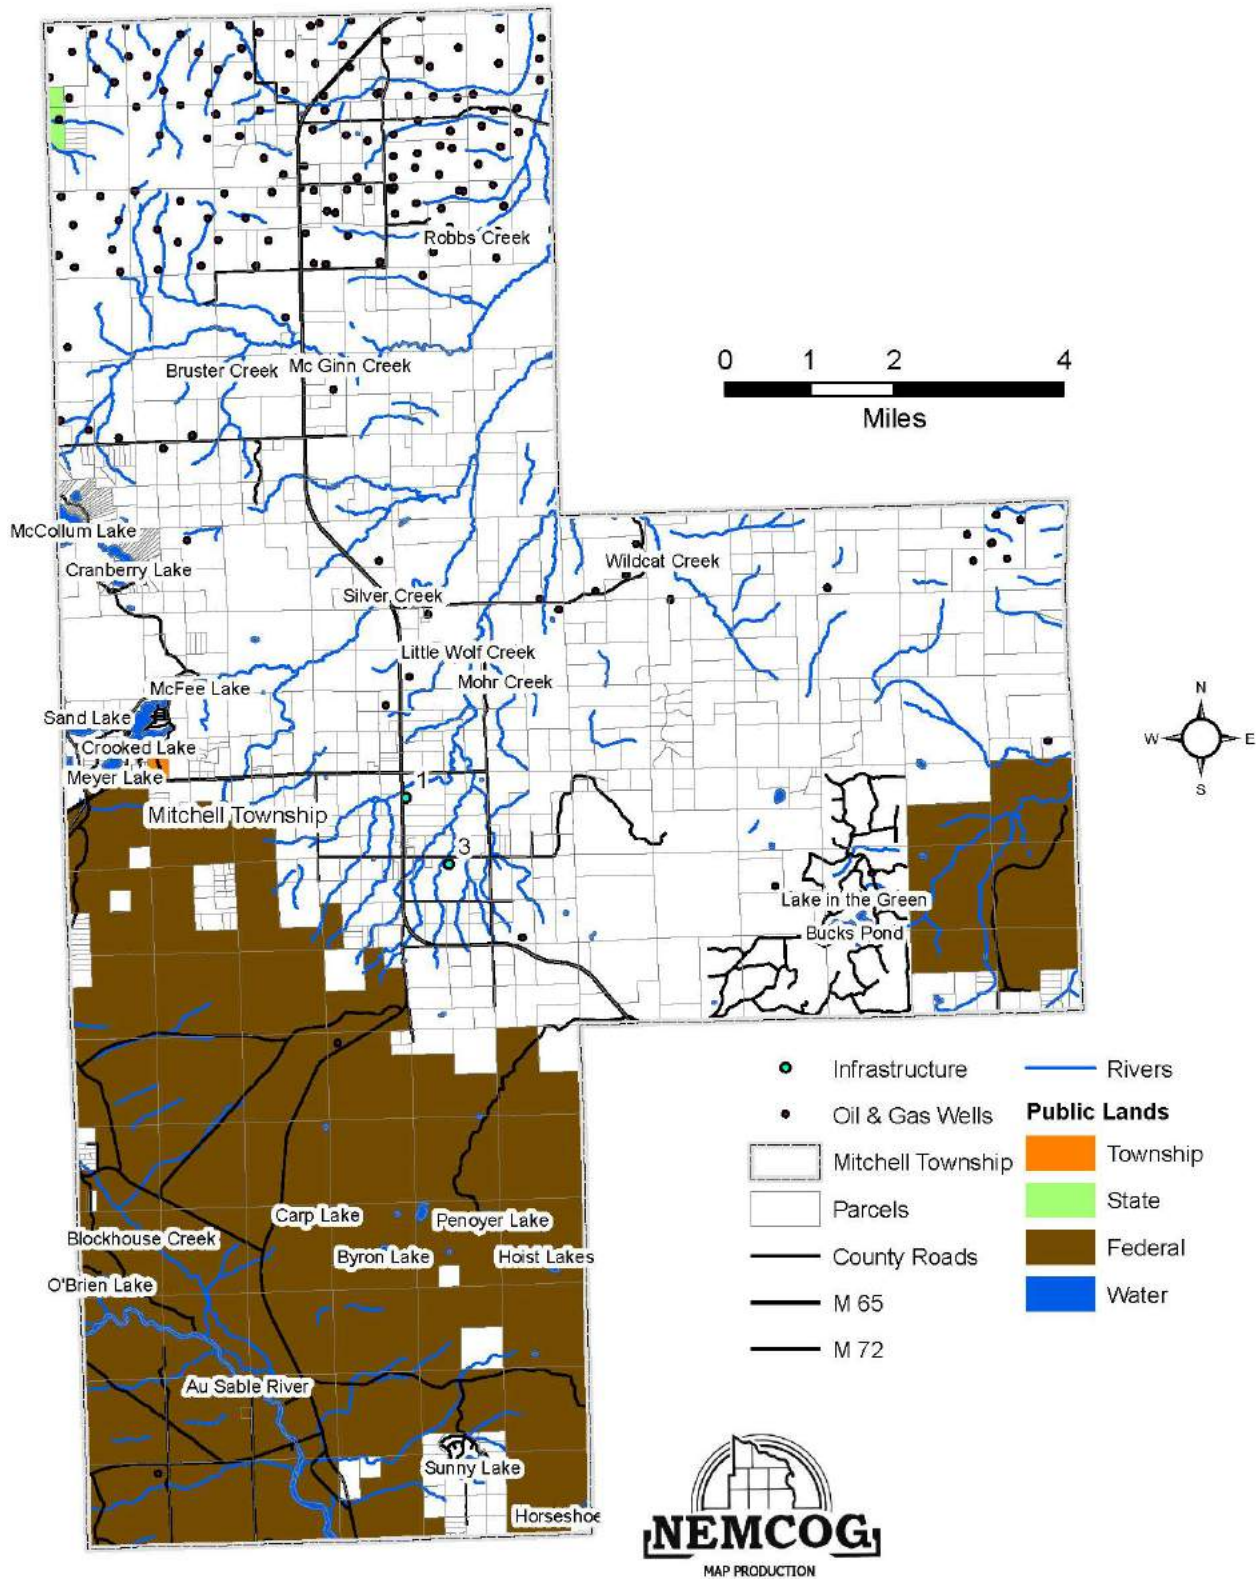 Robbs Creek
0 1 2 4
Miles
Bruster Creek
Mc Ginn Creek
McCollum Lake
Cranberry Lake
Wildcat Creek
Silver Creek
Little Wolf Creek
Mohr Creek
McFee Lake
Sand Lake
Crooked Lake
Meyer Lake
N
W E
S
1
Mitchell Township
3
Lake in the Green
Bucks Pond
Infrastructure
Oil & Gas Wells
Mitchell Township
Parcels
County Roads
M 65
M 72
Rivers
Public Lands
Township
State
Federal
Water
Carp Lake
Penoyer Lake
Blockhouse Creek
Byron Lake
Hoist Lakes
O'Brien Lake
Au Sable River
Sunny Lake
Horseshoe
NEMCOG
MAP PRODUCTION